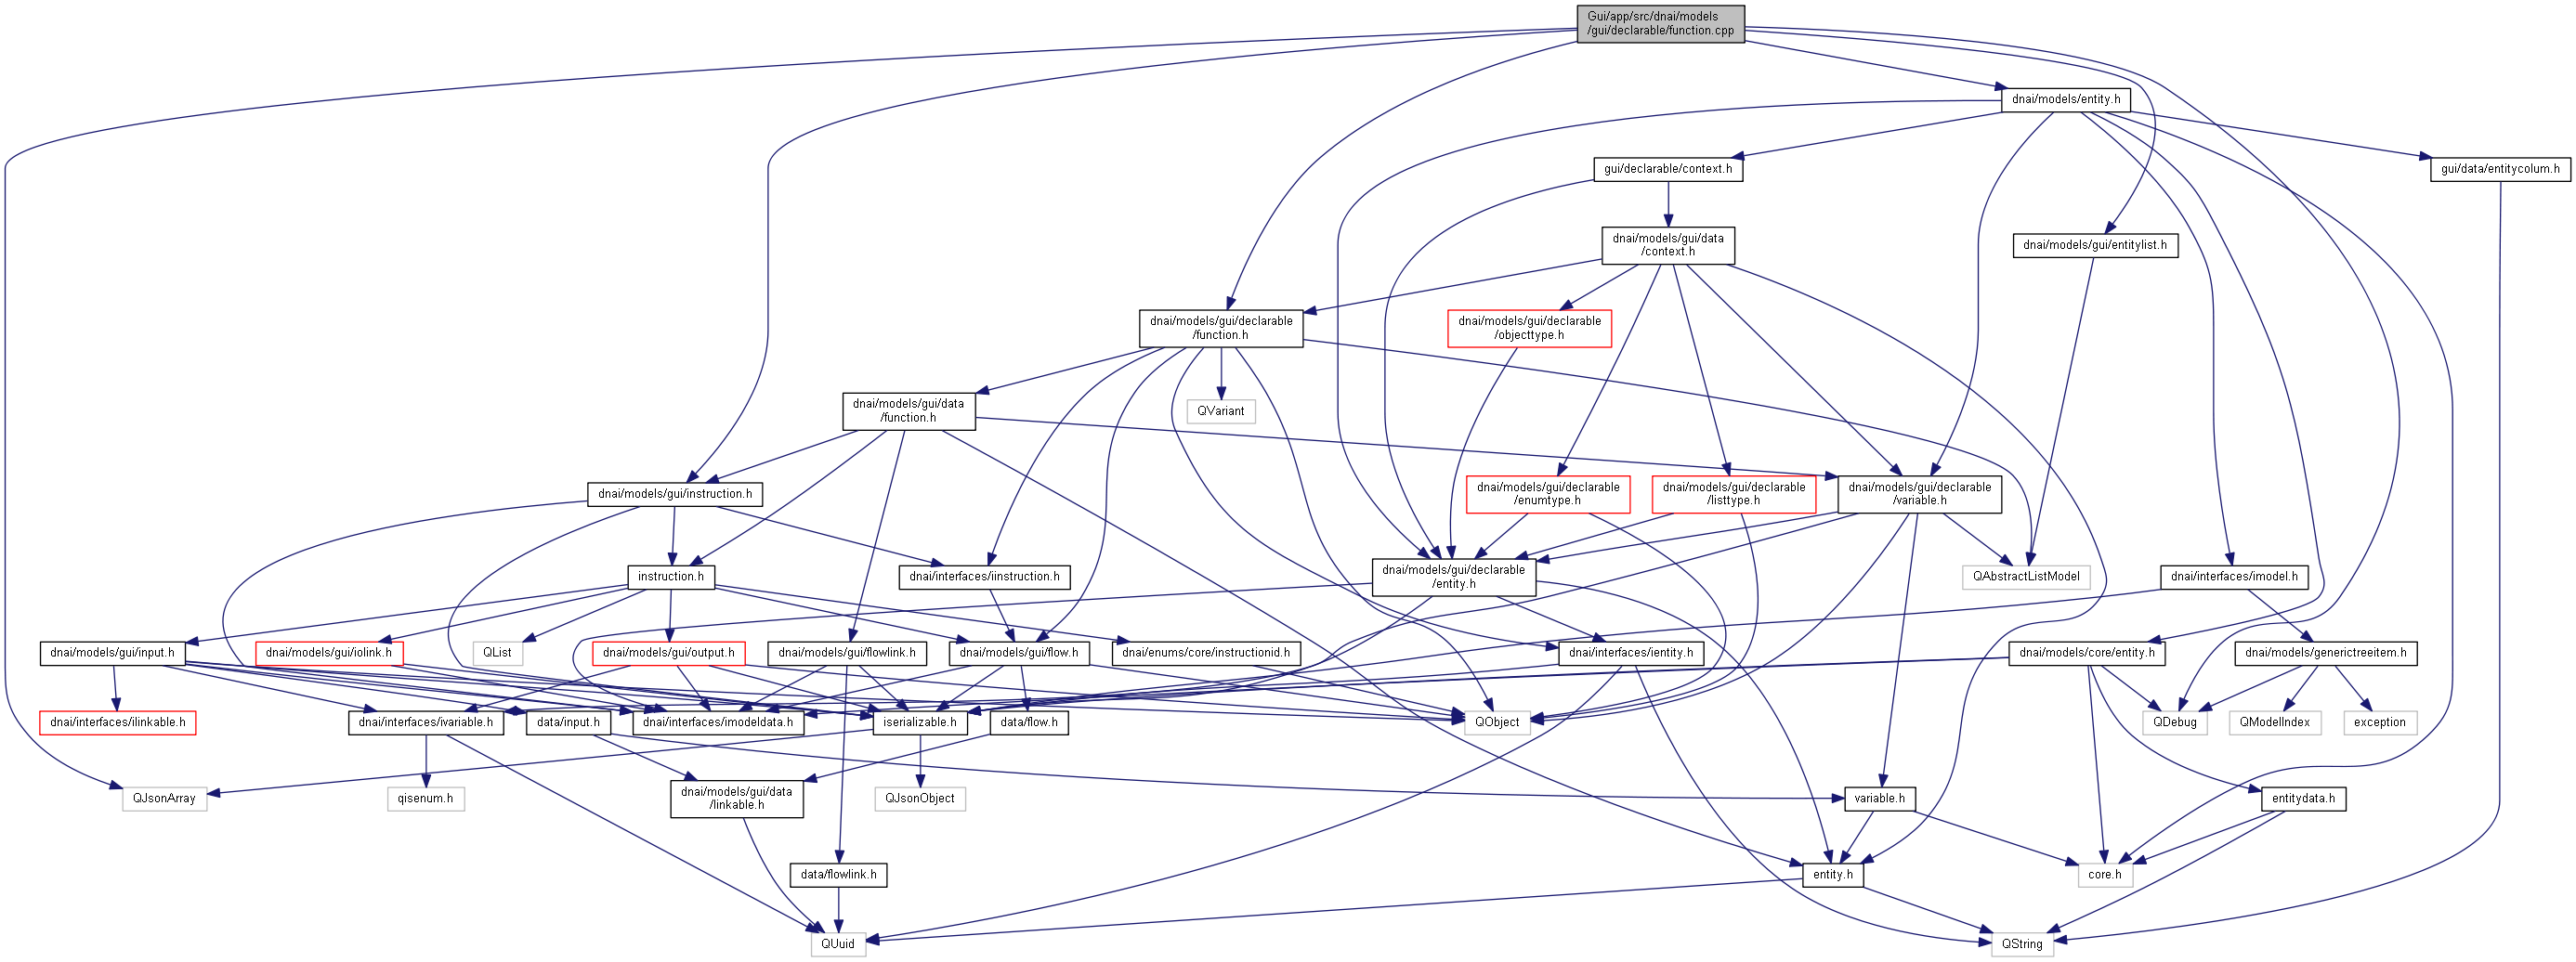 Gui/app/src/dnai/models
/gui/declarable/function.cpp
dnai/models/entity.h
gui/declarable/context.h
gui/data/entitycolum.h
dnai/models/gui/data
/context.h
dnai/models/gui/entitylist.h
dnai/models/gui/declarable
/function.h
dnai/models/gui/declarable
/objecttype.h
dnai/models/gui/data
/function.h
QVariant
dnai/models/gui/instruction.h
dnai/models/gui/declarable
/enumtype.h
dnai/models/gui/declarable
/listtype.h
dnai/models/gui/declarable
/variable.h
instruction.h
dnai/interfaces/iinstruction.h
dnai/models/gui/declarable
/entity.h
QAbstractListModel
dnai/interfaces/imodel.h
dnai/models/gui/input.h
dnai/models/gui/iolink.h
QList
dnai/models/gui/output.h
dnai/models/gui/flowlink.h
dnai/models/gui/flow.h
dnai/enums/core/instructionid.h
dnai/interfaces/ientity.h
dnai/models/core/entity.h
dnai/models/generictreeitem.h
dnai/interfaces/ilinkable.h
dnai/interfaces/ivariable.h
data/input.h
dnai/interfaces/imodeldata.h
iserializable.h
data/flow.h
QObject
QDebug
QModelIndex
exception
QJsonArray
qisenum.h
dnai/models/gui/data
/linkable.h
QJsonObject
variable.h
entitydata.h
data/flowlink.h
entity.h
core.h
QUuid
QString